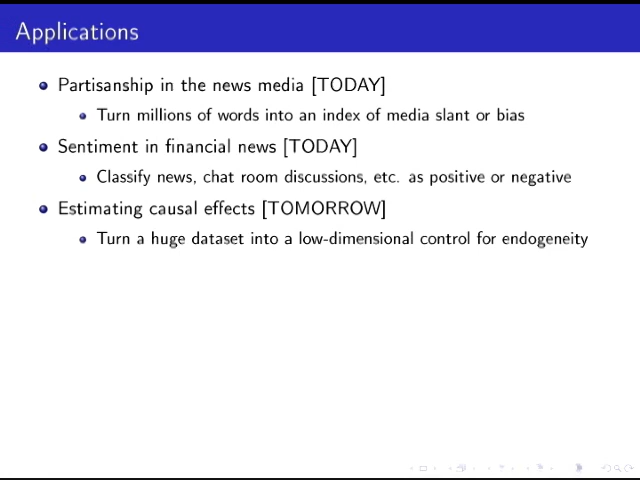 Applications
Partisanship in the news media [TODAY]
Turn millions of words into an index of media slant or bias
Sentiment in financial news [TODAY]
Classify news, chat room discussions, etc. as positive or negative
Estimating causal effects [TOMORROW]
Turn a huge dataset into a low-dimensional control for endogeneity